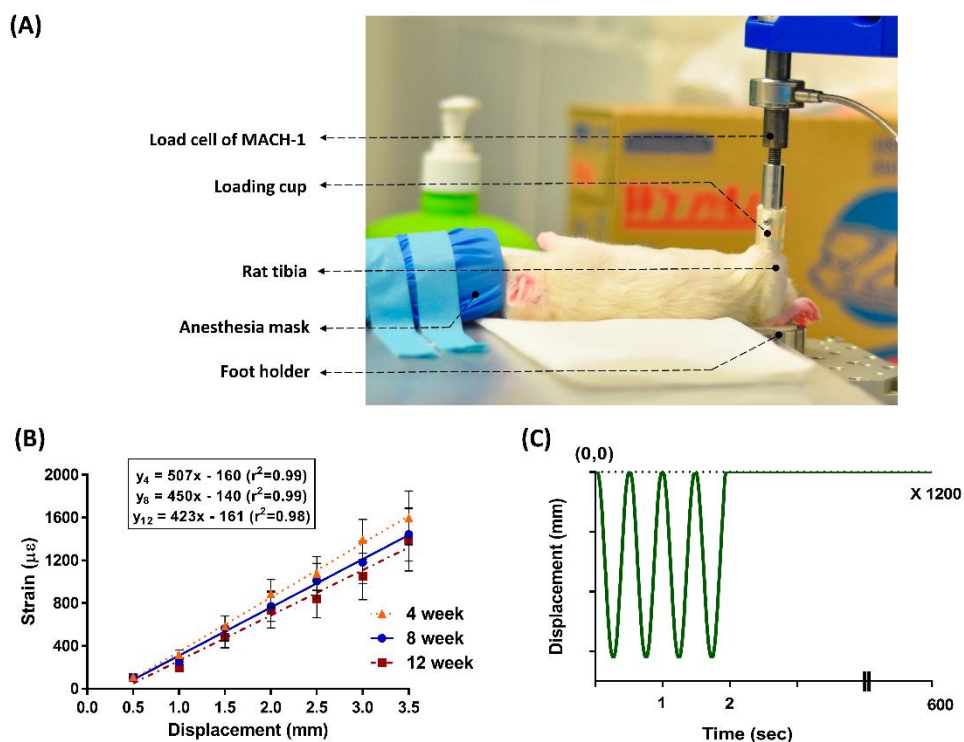 (A)
Load cell of MACH-1
Loading cup
Rat tibia
Anesthesia mask
Foot holder
(B)
y₄ = 507x - 160 (r²=0.99)
y₈ = 450x - 140 (r²=0.99)
y₁₂ = 423x - 161 (r²=0.98)
2000
1600
1200
800
400
0
Strain (με)
4 week
8 week
12 week
0.0 0.5 1.0 1.5 2.0 2.5 3.0 3.5
Displacement (mm)
(C)
(0,0)
X 1200
Displacement (mm)
1 2 600
Time (sec)